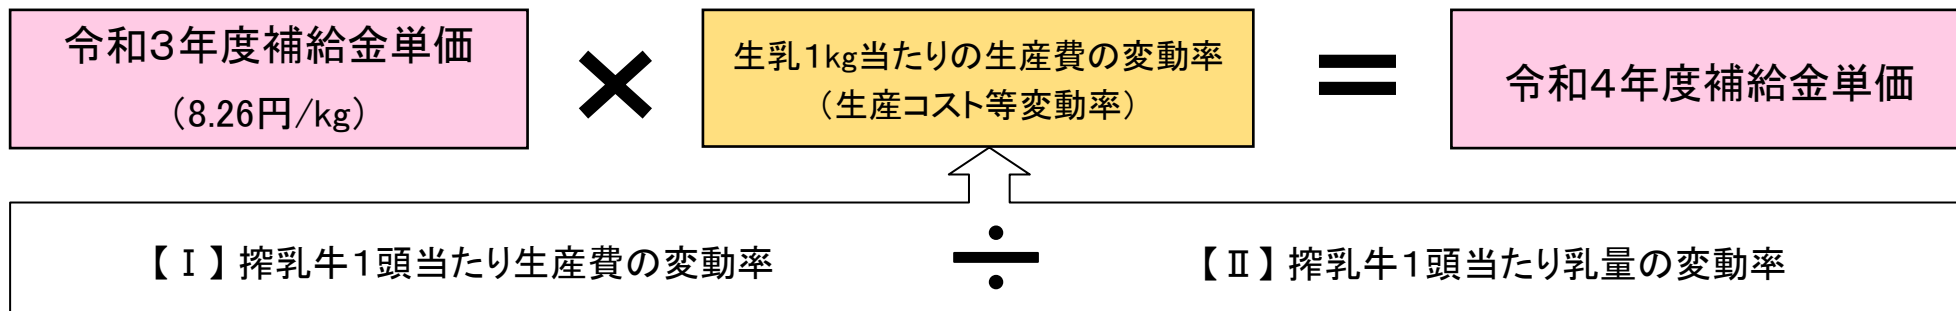 令和3年度補給金単価
(8.26円/kg)
×
生乳1kg当たりの生産費の変動率
(生産コスト等変動率)
=
令和4年度補給金単価
【Ⅰ】搾乳牛1頭当たり生産費の変動率
÷
【Ⅱ】搾乳牛1頭当たり乳量の変動率